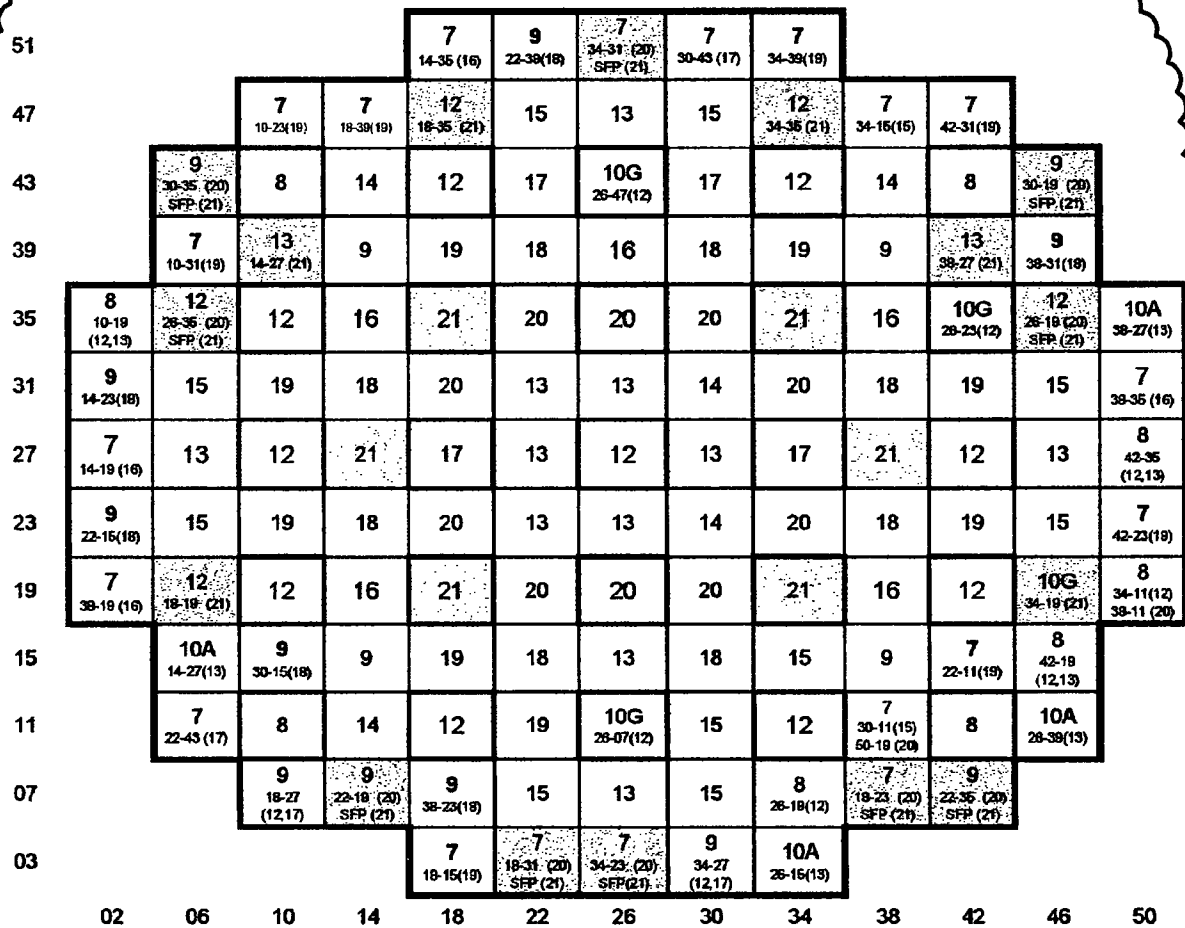 51
7 9 7 7 7
14-35 (16) 22-39(18) 34-31 (20) 30-43 (17) 34-39(19)
SFP (21)
47
7 7 12 15 13 15 12 7 7
10-23(19) 18-39(19) 18-35 (21) 34-35 (21) 34-15(15) 42-31(19)
43
9 8 14 12 17 10G 17 12 14 8 9
30-35 (20) 26-47(12) 30-19 (20)
SFP (21) SFP (21)
39
7 13 9 19 18 16 18 19 9 13 9
10-31(19) 14-27 (21) 38-27 (21) 38-31(18)
35
8 12 12 16 21 20 20 20 21 16 10G 12 10A
10-19 26-35 (20) 26-23(12) 26-19 (20) 38-27(13)
(12,13) SFP (21) SFP (21)
31
9 15 19 18 20 13 13 14 20 18 19 15 7
14-23(18) 38-35 (16)
27
7 13 12 21 17 13 12 13 17 21 12 13 8
14-19 (16) 42-35
(12,13)
23
9 15 19 18 20 13 13 14 20 18 19 15 7
22-15(18) 42-23(19)
19
7 12 12 16 21 20 20 20 21 16 12 10G 8
38-19 (16) 18-19 (21) 34-19 (21) 34-11(12)
38-11 (20)
15
10A 9 9 19 18 13 18 15 9 7 8
14-27(13) 30-15(18) 22-11(19) 42-19
(12,13)
11
7 8 14 12 19 10G 15 12 7 8 10A
22-43 (17) 26-07(12) 30-11(15) 26-39(13)
50-19 (20)
07
9 9 9 15 13 15 8 7 9
18-27 22-19 (20) 38-23(18) 26-19(12) 18-23 (20) 22-35 (20)
(12,17) SFP (21) SFP (21) SFP (21)
03
7 7 7 9 10A
18-15(19) 18-31 (20) 34-23 (20) 34-27 26-15(13)
SFP (21) SFP(21) (12,17)
02 06 10 14 18 22 26 30 34 38 42 46 50